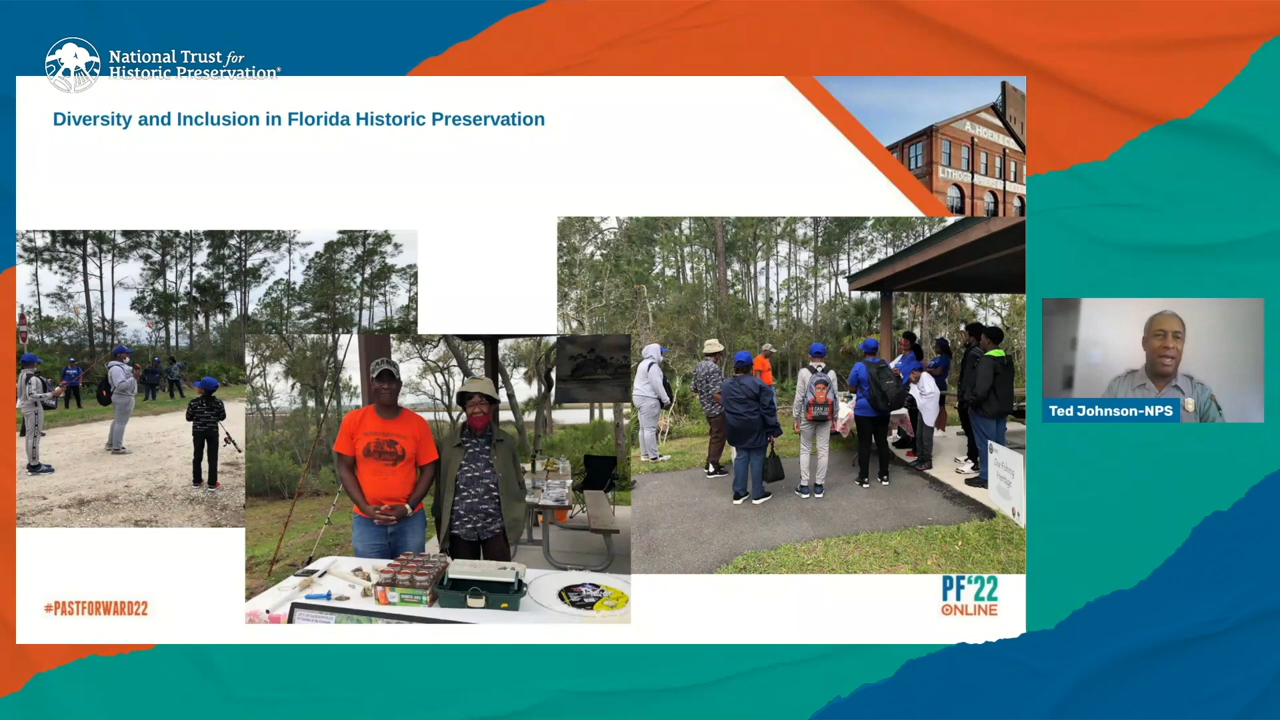 National Trust for
Historic Preservation®
Diversity and Inclusion in Florida Historic Preservation
A. HOEN & CO.
Ted Johnson-NPS
#PASTFORWARD22
PF'22
ONLINE